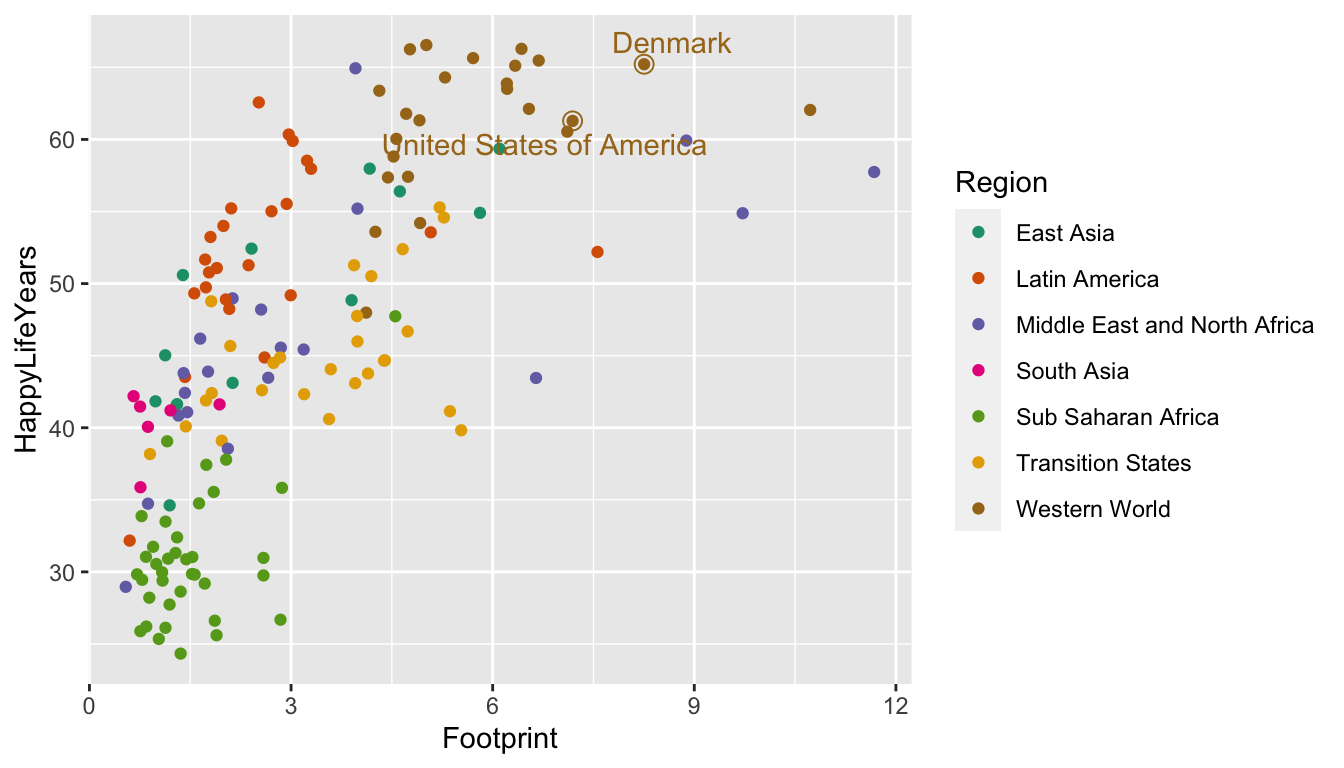 Denmark
United States of America
60
50
40
30
HappyLifeYears
0 3 6 9 12
Footprint
Region
East Asia
Latin America
Middle East and North Africa
South Asia
Sub Saharan Africa
Transition States
Western World